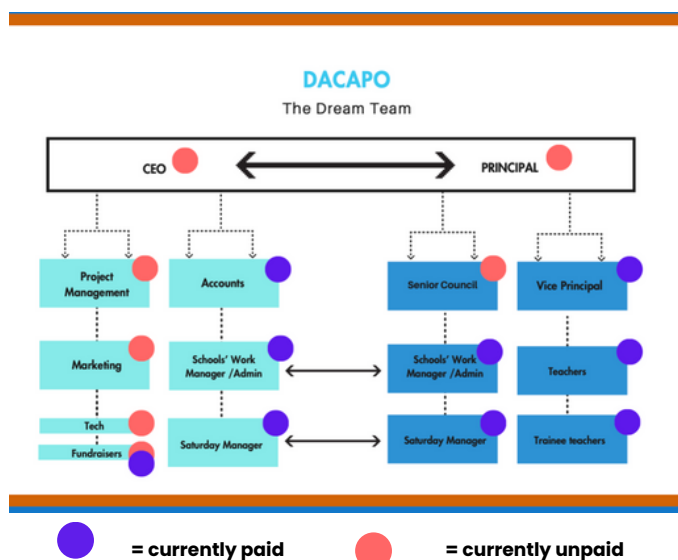 DACAPO
The Dream Team
CEO
PRINCIPAL
Project
Management
Accounts
Senior Council
Vice Principal
Marketing
Schools' Work
Manager /Admin
Schools' Work
Manager /Admin
Teachers
Tech
Fundraisers
Saturday Manager
Saturday Manager
Trainee teachers
= currently paid
= currently unpaid